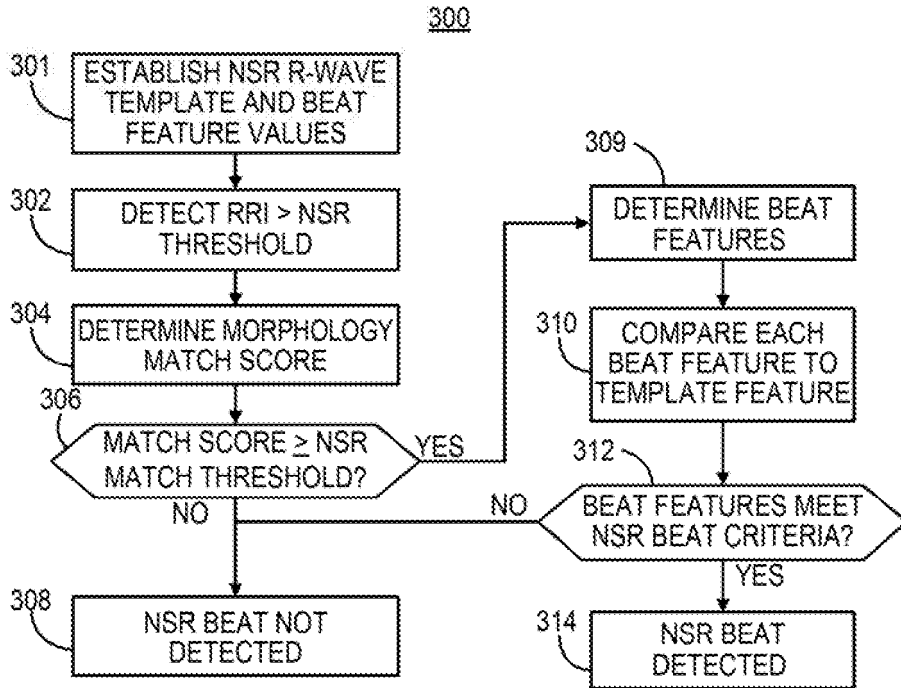 300
301
ESTABLISH NSR R-WAVE
TEMPLATE AND BEAT
FEATURE VALUES
302
DETECT RRI > NSR
THRESHOLD
304
DETERMINE MORPHOLOGY
MATCH SCORE
306
MATCH SCORE ≥ NSR
MATCH THRESHOLD?
YES
NO
308
NSR BEAT NOT
DETECTED
309
DETERMINE BEAT
FEATURES
310
COMPARE EACH
BEAT FEATURE TO
TEMPLATE FEATURE
312
NO
BEAT FEATURES MEET
NSR BEAT CRITERIA?
YES
314
NSR BEAT
DETECTED